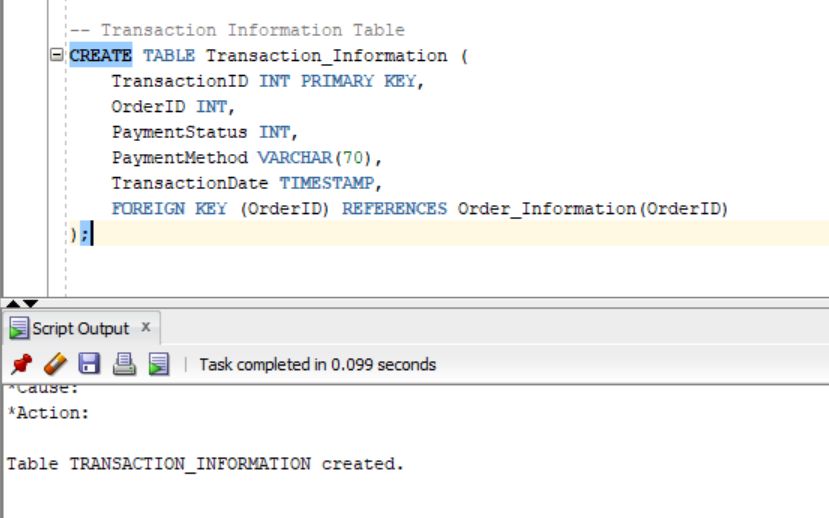 -- Transaction Information Table
CREATE TABLE Transaction_Information (
TransactionID INT PRIMARY KEY,
OrderID INT,
PaymentStatus INT,
PaymentMethod VARCHAR(70),
TransactionDate TIMESTAMP,
FOREIGN KEY (OrderID) REFERENCES Order_Information(OrderID)
);
Script Output x
Task completed in 0.099 seconds
*Cause:
*Action:
Table TRANSACTION_INFORMATION created.